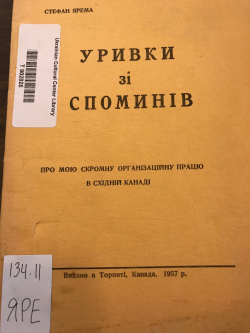 СТЕФАН ЯРЕМА
УРИВКИ
зі
СПОМИНІВ
Ukrainian Cultural Center Library
T 902020
ПРО МОЮ СКРОМНУ ОРГАНІЗАЦІЙНУ ПРАЦЮ
В СХІДНІЙ КАНАДІ
134.11
ЯРЕ
Видано в Торонті, Канада, 1957 р.